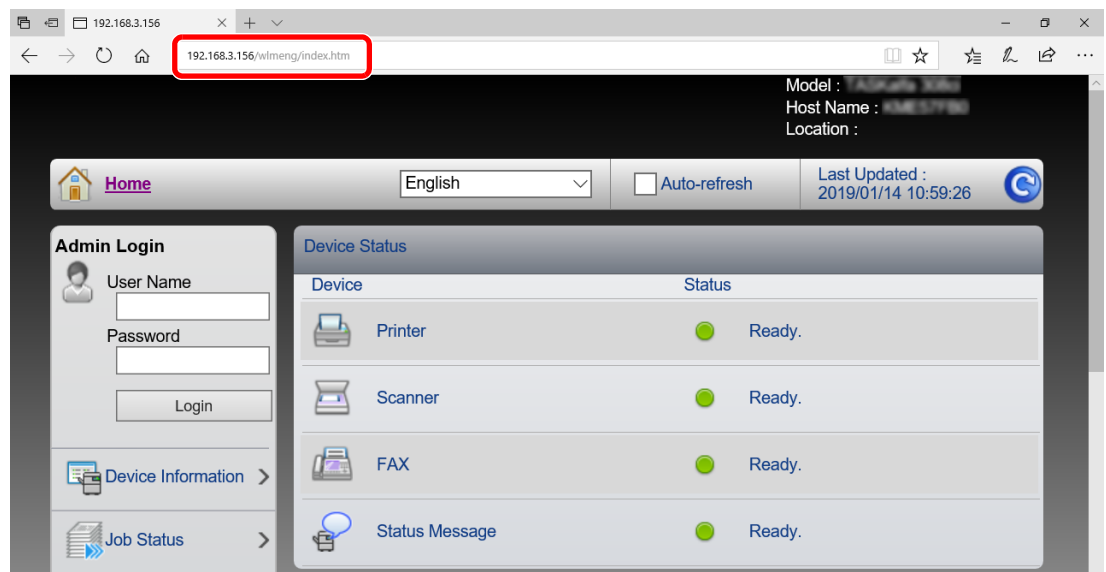 192.168.3.156
192.168.3.156/wlmeng/index.htm
Model :
Host Name :
Location :
Home
English
Auto-refresh
Last Updated :
2019/01/14 10:59:26
Admin Login
User Name
Password
Login
Device Information
Job Status
Device Status
Device Status
Printer Ready.
Scanner Ready.
FAX Ready.
Status Message Ready.